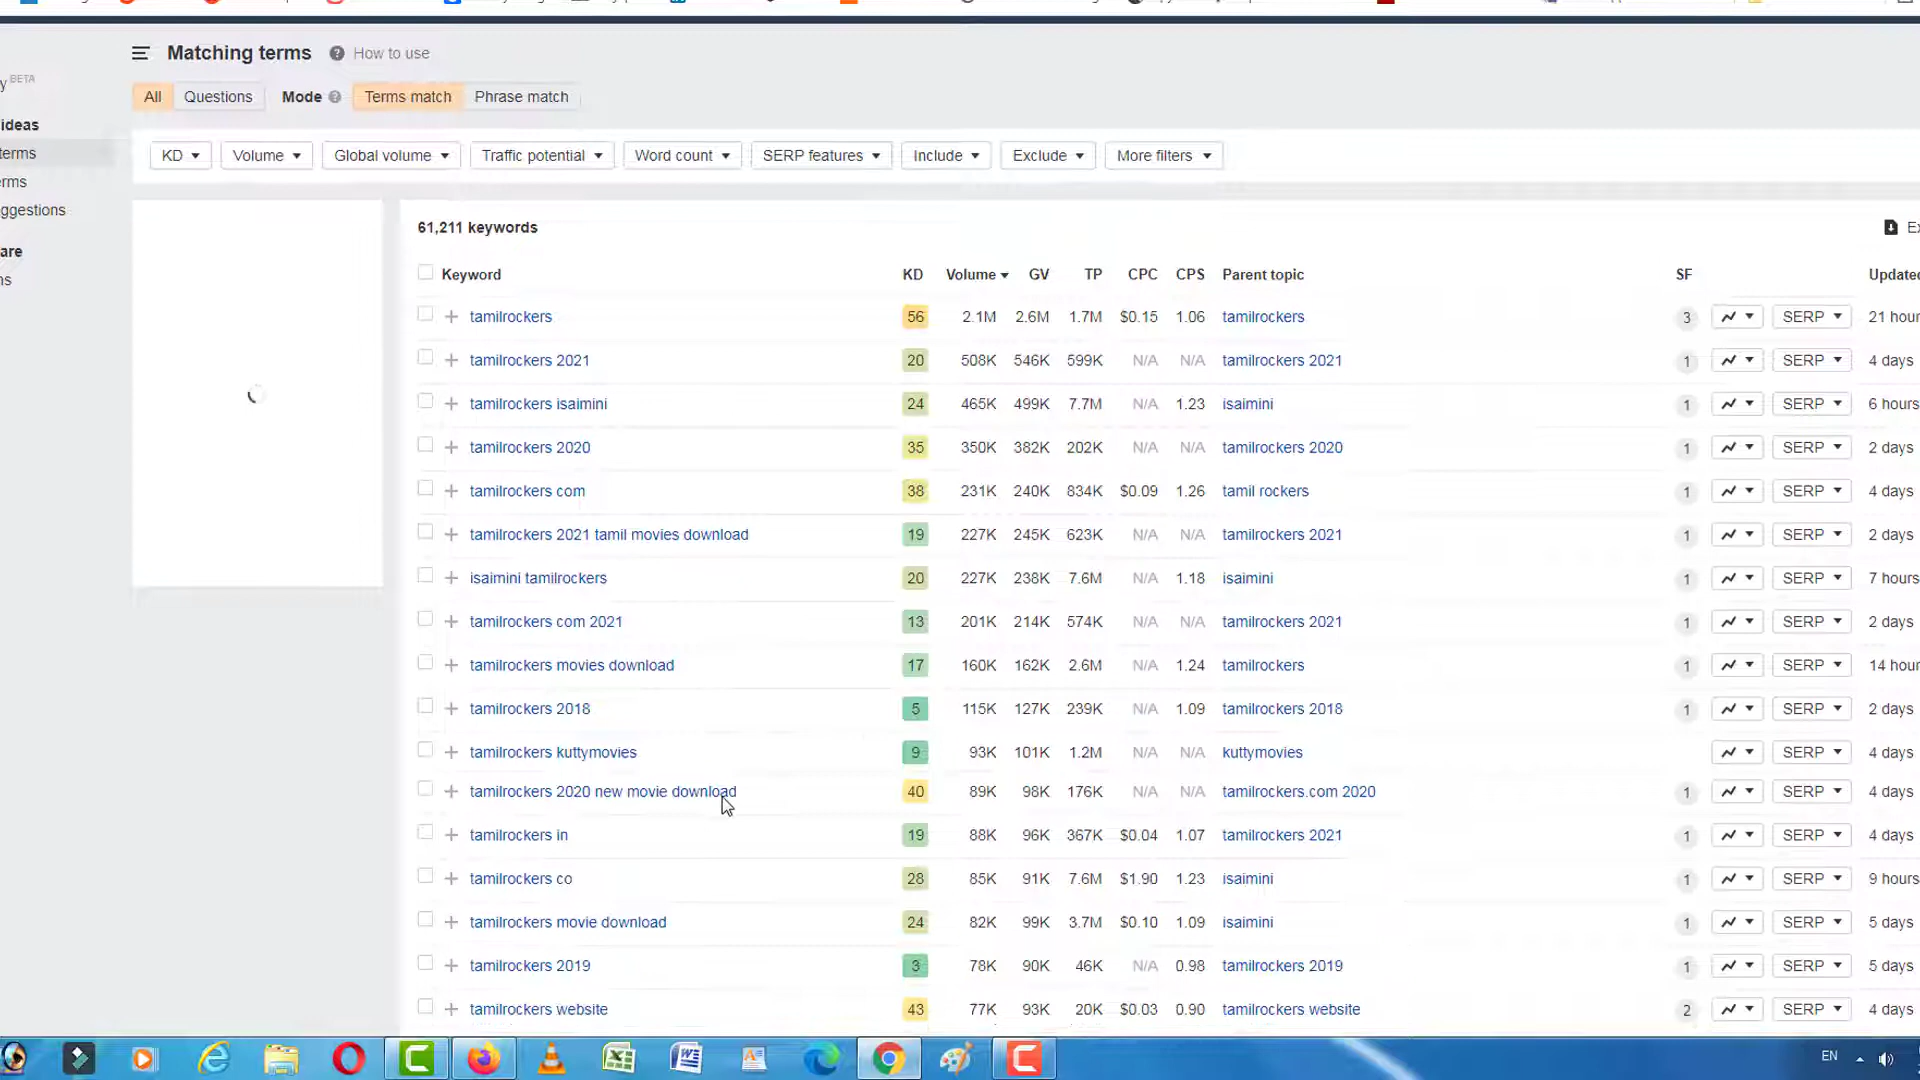 Matching terms How to use
BETA
All Questions Mode Terms match Phrase match
ideas
terms
KD Volume Global volume Traffic potential Word count SERP features Include Exclude More filters
rms
ggestions
61,211 keywords
are
ns
Keyword KD Volume GV TP CPC CPS Parent topic SF Updated
tamilrockers 56 2.1M 2.6M 1.7M $0.15 1.06 tamilrockers 3 SERP 21 hour
tamilrockers 2021 20 508K 546K 599K N/A N/A tamilrockers 2021 1 SERP 4 days
tamilrockers isaimini 24 465K 499K 7.7M N/A 1.23 isaimini 1 SERP 6 hours
tamilrockers 2020 35 350K 382K 202K N/A N/A tamilrockers 2020 1 SERP 2 days
tamilrockers com 38 231K 240K 834K $0.09 1.26 tamil rockers 1 SERP 4 days
tamilrockers 2021 tamil movies download 19 227K 245K 623K N/A N/A tamilrockers 2021 1 SERP 2 days
isaimini tamilrockers 20 227K 238K 7.6M N/A 1.18 isaimini 1 SERP 7 hours
tamilrockers com 2021 13 201K 214K 574K N/A N/A tamilrockers 2021 1 SERP 2 days
tamilrockers movies download 17 160K 162K 2.6M N/A 1.24 tamilrockers 1 SERP 14 hour
tamilrockers 2018 5 115K 127K 239K N/A 1.09 tamilrockers 2018 1 SERP 2 days
tamilrockers kuttymovies 9 93K 101K 1.2M N/A N/A kuttymovies SERP 4 days
tamilrockers 2020 new movie download 40 89K 98K 176K N/A N/A tamilrockers.com 2020 1 SERP 4 days
tamilrockers in 19 88K 96K 367K $0.04 1.07 tamilrockers 2021 1 SERP 4 days
tamilrockers co 28 85K 91K 7.6M $1.90 1.23 isaimini 1 SERP 9 hours
tamilrockers movie download 24 82K 99K 3.7M $0.10 1.09 isaimini 1 SERP 5 days
tamilrockers 2019 3 78K 90K 46K N/A 0.98 tamilrockers 2019 1 SERP 5 days
tamilrockers website 43 77K 93K 20K $0.03 0.90 tamilrockers website 2 SERP 4 days
EN